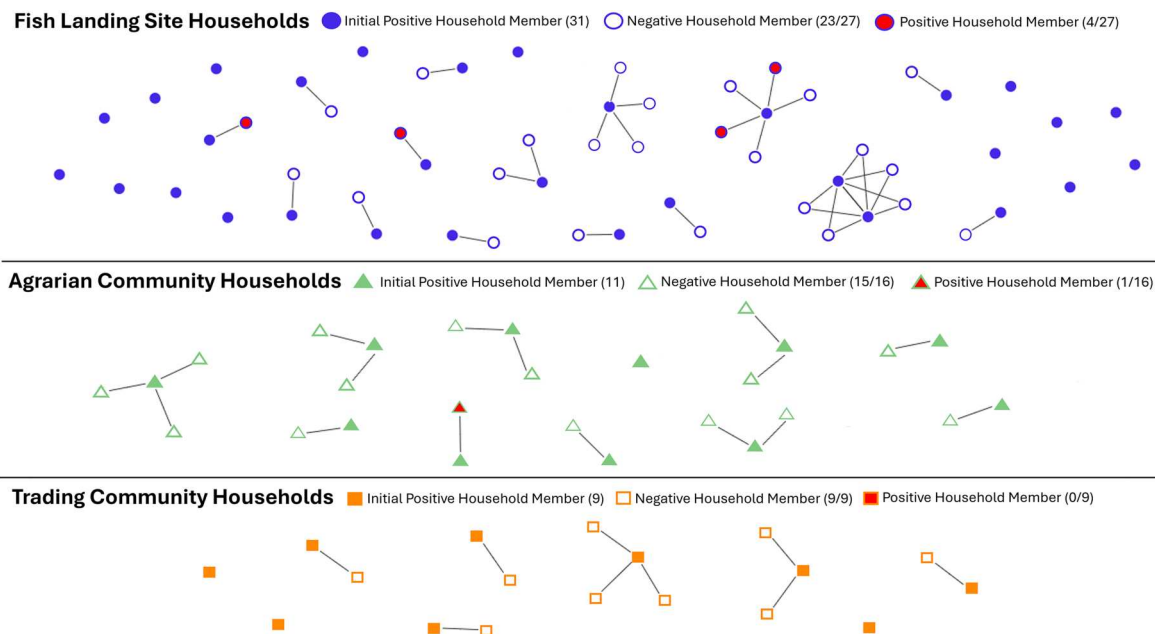 Fish Landing Site Households Initial Positive Household Member (31) Negative Household Member (23/27) Positive Household Member (4/27)
Agrarian Community Households Initial Positive Household Member (11) Negative Household Member (15/16) Positive Household Member (1/16)
Trading Community Households Initial Positive Household Member (9) Negative Household Member (9/9) Positive Household Member (0/9)